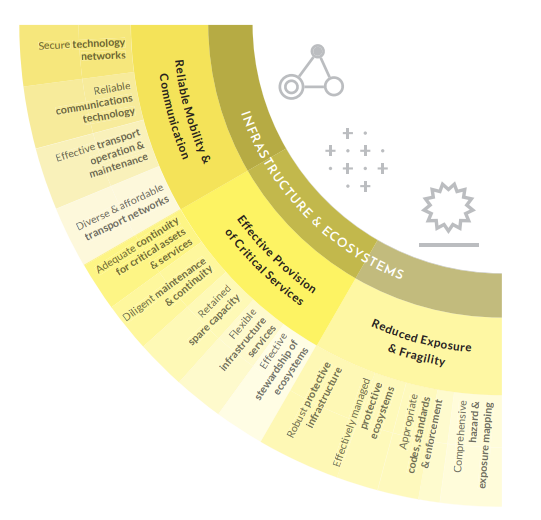 INFRASTRUCTURE & ECOSYSTEMS
Reliable Mobility &
Communication
Secure technology
networks
Reliable
communications
technology
Effective transport
operation &
maintenance
Diverse & affordable
transport networks
Effective Provision
of Critical Services
Adequate continuity
for critical assets
& services
Diligent maintenance
& continuity
Retained
spare capacity
Flexible
infrastructure
services
Effective
stewardship of
ecosystems
Reduced Exposure
& Fragility
Robust protective
infrastructure
Effectively managed
protective
ecosystems
Appropriate
codes, standards
& enforcement
Comprehensive
hazard &
exposure mapping